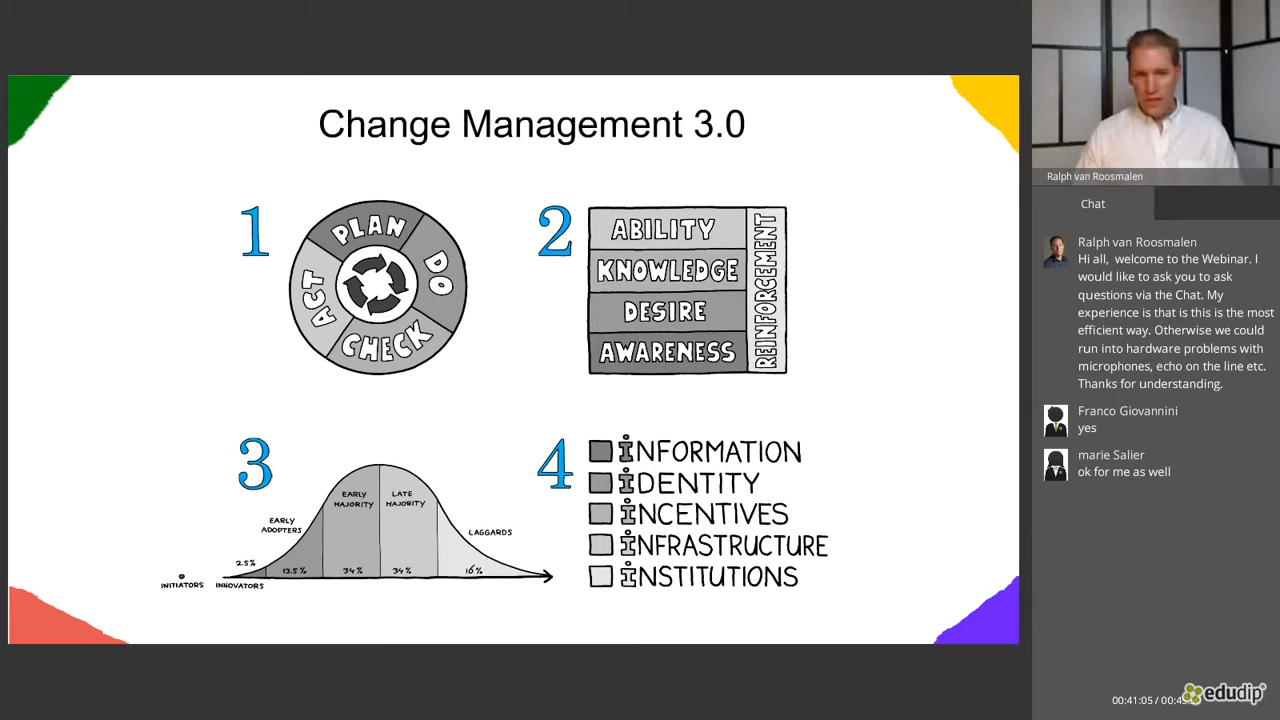 Change Management 3.0
1
PLAN
DO
CHECK
ACT
2
ABILITY
KNOWLEDGE
DESIRE
AWARENESS
REINFORCEMENT
3
INITIATORS
INNOVATORS
2.5%
EARLY
ADOPTERS
13.5%
EARLY
MAJORITY
34%
LATE
MAJORITY
34%
LAGGARDS
16%
4
iNFORMATION
iDENTITY
iNCENTIVES
iNFRASTRUCTURE
iNSTITUTIONS
Ralph van Roosmalen
Chat
Ralph van Roosmalen
Hi all, welcome to the Webinar. I
would like to ask you to ask
questions via the Chat. My
experience is that is this is the most
efficient way. Otherwise we could
run into hardware problems with
microphones, echo on the line etc.
Thanks for understanding.
Franco Giovannini
yes
marie Salier
ok for me as well
00:41:05 /
edudip